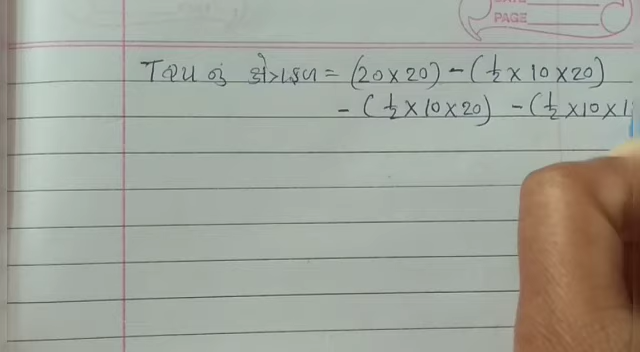 PAGE
TQU નું ક્ષેત્રફળ = (20 x 20) - (½ x 10 x 20)
- (½ x 10 x 20) - (½ x 10 x 1